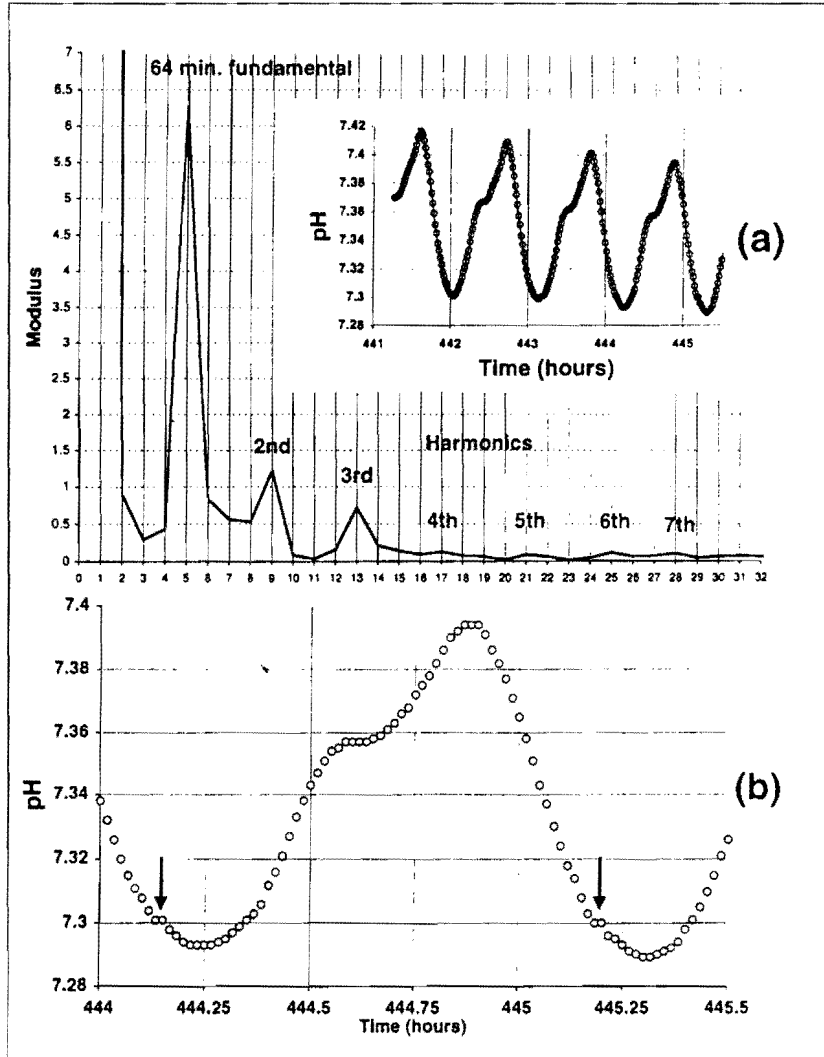 7
64 min. fundamental
6.5
6
5.5
5
4.5
4
3.5
3
2.5
2
1.5
1
0.5
0
Modulus
7.42
7.4
7.38
7.36
7.34
7.32
7.3
7.28
pH
441 442 443 444 445
Time (hours)
(a)
2nd
3rd
Harmonics
4th
5th
6th
7th
0 1 2 3 4 5 6 7 8 9 10 11 12 13 14 15 16 17 18 19 20 21 22 23 24 25 26 27 28 29 30 31 32
7.4
7.38
7.36
7.34
7.32
7.3
7.28
pH
(b)
444 444.25 444.5 444.75 445 445.25 445.5
Time (hours)